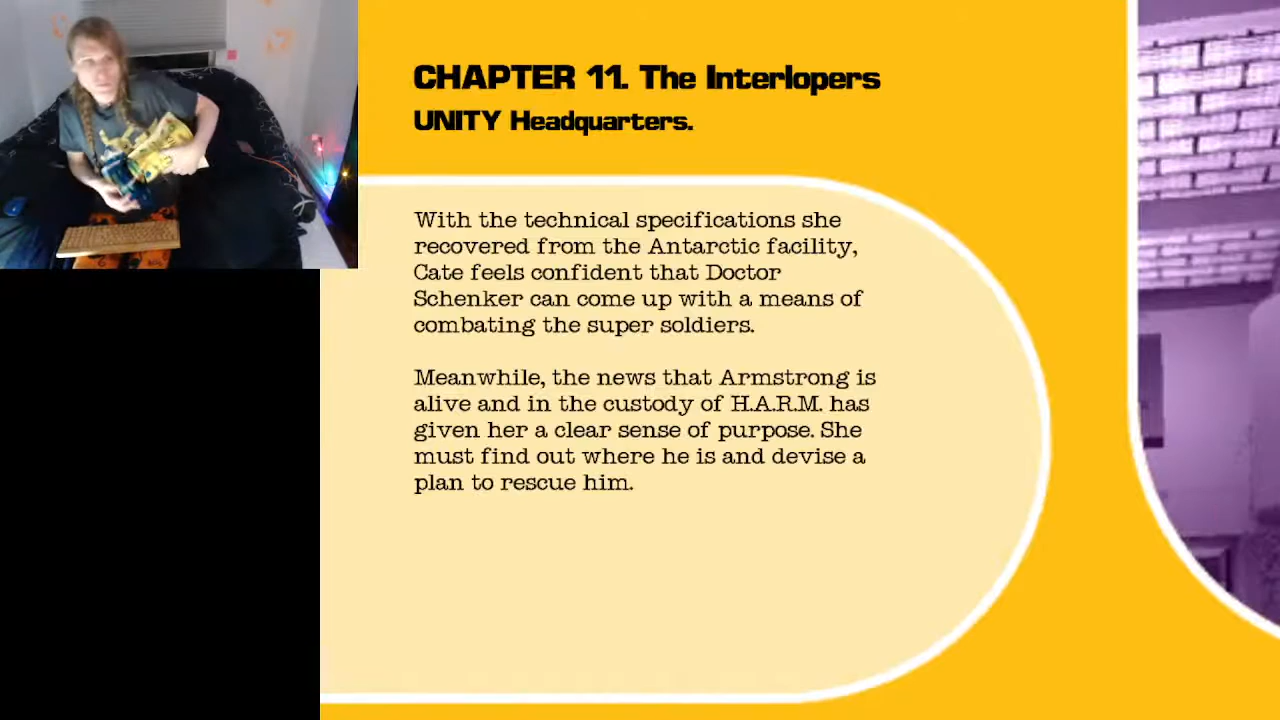 CHAPTER 11. The Interlopers
UNITY Headquarters.
With the technical specifications she
recovered from the Antarctic facility,
Cate feels confident that Doctor
Schenker can come up with a means of
combating the super soldiers.
Meanwhile, the news that Armstrong is
alive and in the custody of H.A.R.M. has
given her a clear sense of purpose. She
must find out where he is and devise a
plan to rescue him.